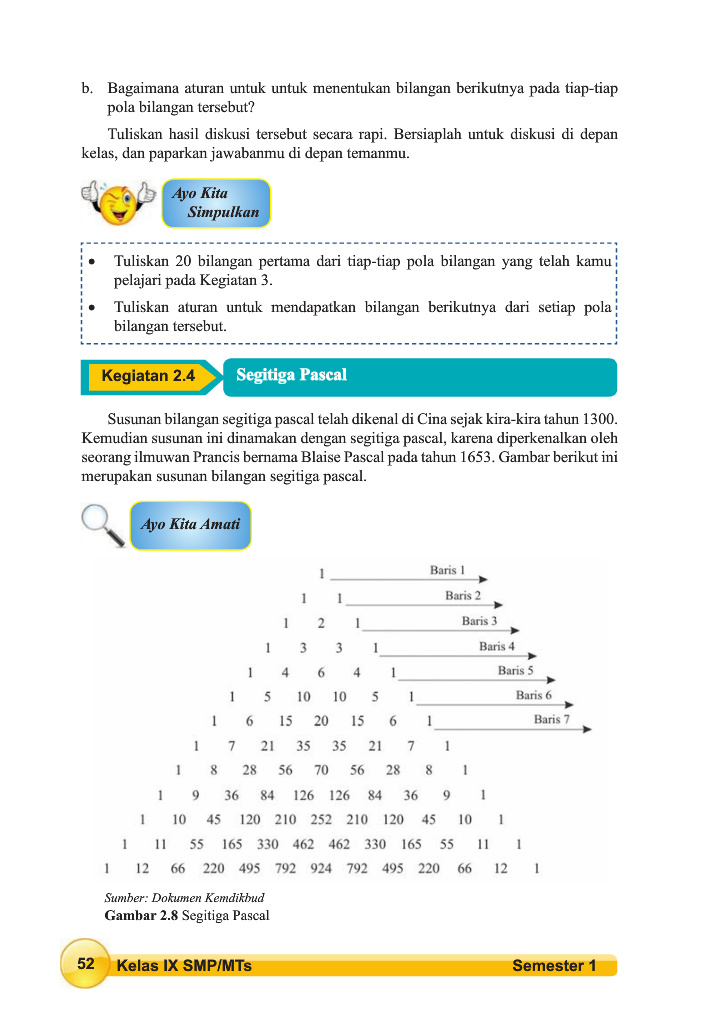 b. Bagaimana aturan untuk untuk menentukan bilangan berikutnya pada tiap-tiap
pola bilangan tersebut?
Tuliskan hasil diskusi tersebut secara rapi. Bersiaplah untuk diskusi di depan
kelas, dan paparkan jawabanmu di depan temanmu.
Ayo Kita
Simpulkan
• Tuliskan 20 bilangan pertama dari tiap-tiap pola bilangan yang telah kamu
pelajari pada Kegiatan 3.
• Tuliskan aturan untuk mendapatkan bilangan berikutnya dari setiap pola
bilangan tersebut.
Kegiatan 2.4 Segitiga Pascal
Susunan bilangan segitiga pascal telah dikenal di Cina sejak kira-kira tahun 1300.
Kemudian susunan ini dinamakan dengan segitiga pascal, karena diperkenalkan oleh
seorang ilmuwan Prancis bernama Blaise Pascal pada tahun 1653. Gambar berikut ini
merupakan susunan bilangan segitiga pascal.
Ayo Kita Amati
1 Baris 1
1 1 Baris 2
1 2 1 Baris 3
1 3 3 1 Baris 4
1 4 6 4 1 Baris 5
1 5 10 10 5 1 Baris 6
1 6 15 20 15 6 1 Baris 7
1 7 21 35 35 21 7 1
1 8 28 56 70 56 28 8 1
1 9 36 84 126 126 84 36 9 1
1 10 45 120 210 252 210 120 45 10 1
1 11 55 165 330 462 462 330 165 55 11 1
1 12 66 220 495 792 924 792 495 220 66 12 1
Sumber: Dokumen Kemdikbud
Gambar 2.8 Segitiga Pascal
52 Kelas IX SMP/MTs Semester 1